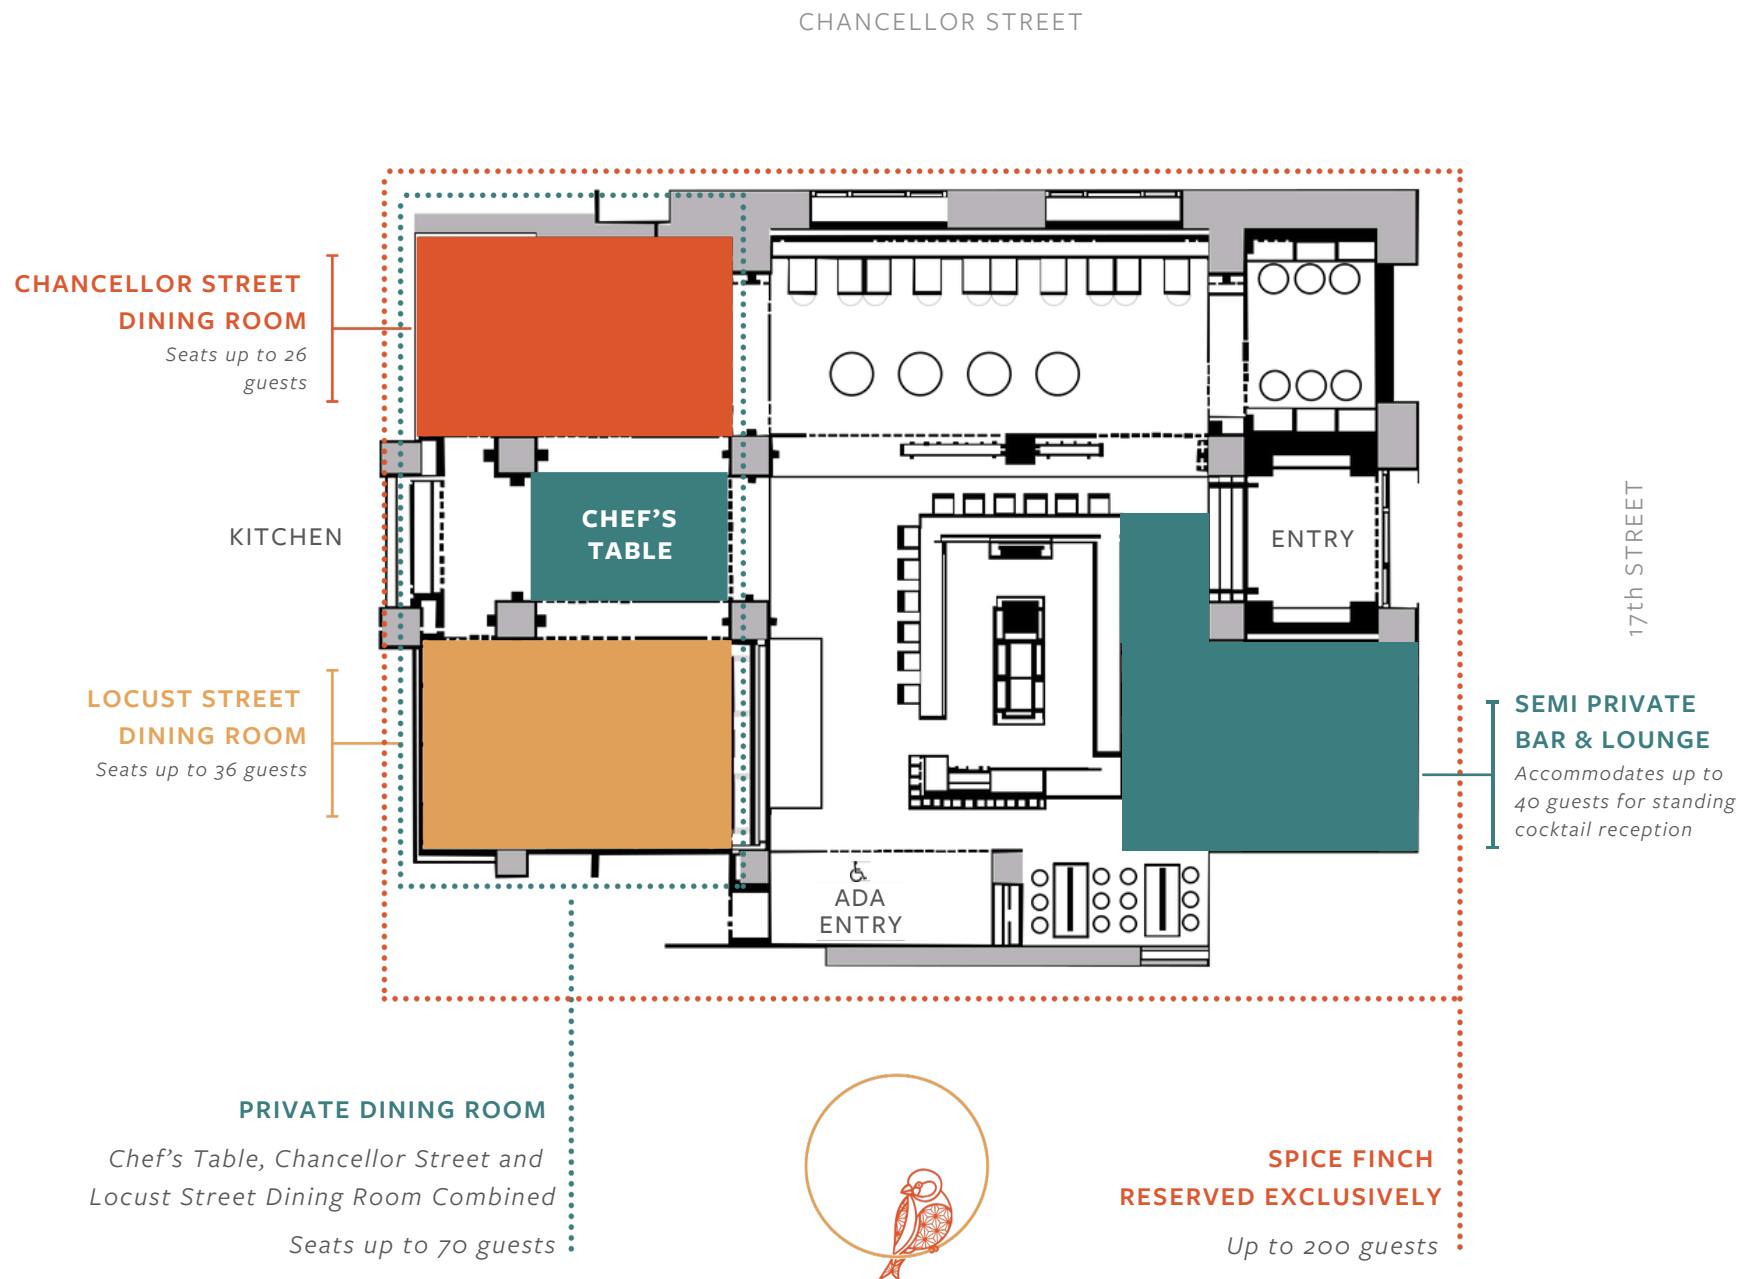 CHANCELLOR STREET
CHANCELLOR STREET
DINING ROOM
Seats up to 26
guests
KITCHEN
CHEF'S
TABLE
ENTRY
17th STREET
LOCUST STREET
DINING ROOM
Seats up to 36 guests
SEMI PRIVATE
BAR & LOUNGE
Accommodates up to
40 guests for standing
cocktail reception
ADA
ENTRY
PRIVATE DINING ROOM
Chef's Table, Chancellor Street and
Locust Street Dining Room Combined
Seats up to 70 guests
SPICE FINCH
RESERVED EXCLUSIVELY
Up to 200 guests